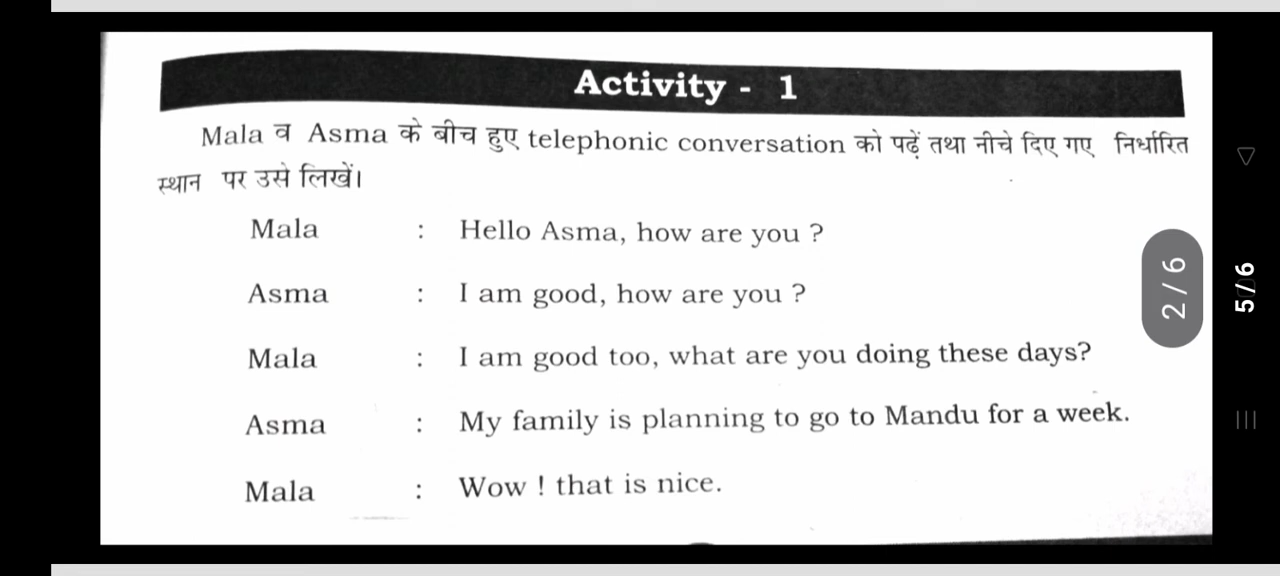 Activity - 1
Mala व Asma के बीच हुए telephonic conversation को पढ़ें तथा नीचे दिए गए निर्धारित
स्थान पर उसे लिखें।
Mala : Hello Asma, how are you ?
Asma : I am good, how are you ?
Mala : I am good too, what are you doing these days?
Asma : My family is planning to go to Mandu for a week.
Mala : Wow ! that is nice.
2 / 6
5/6